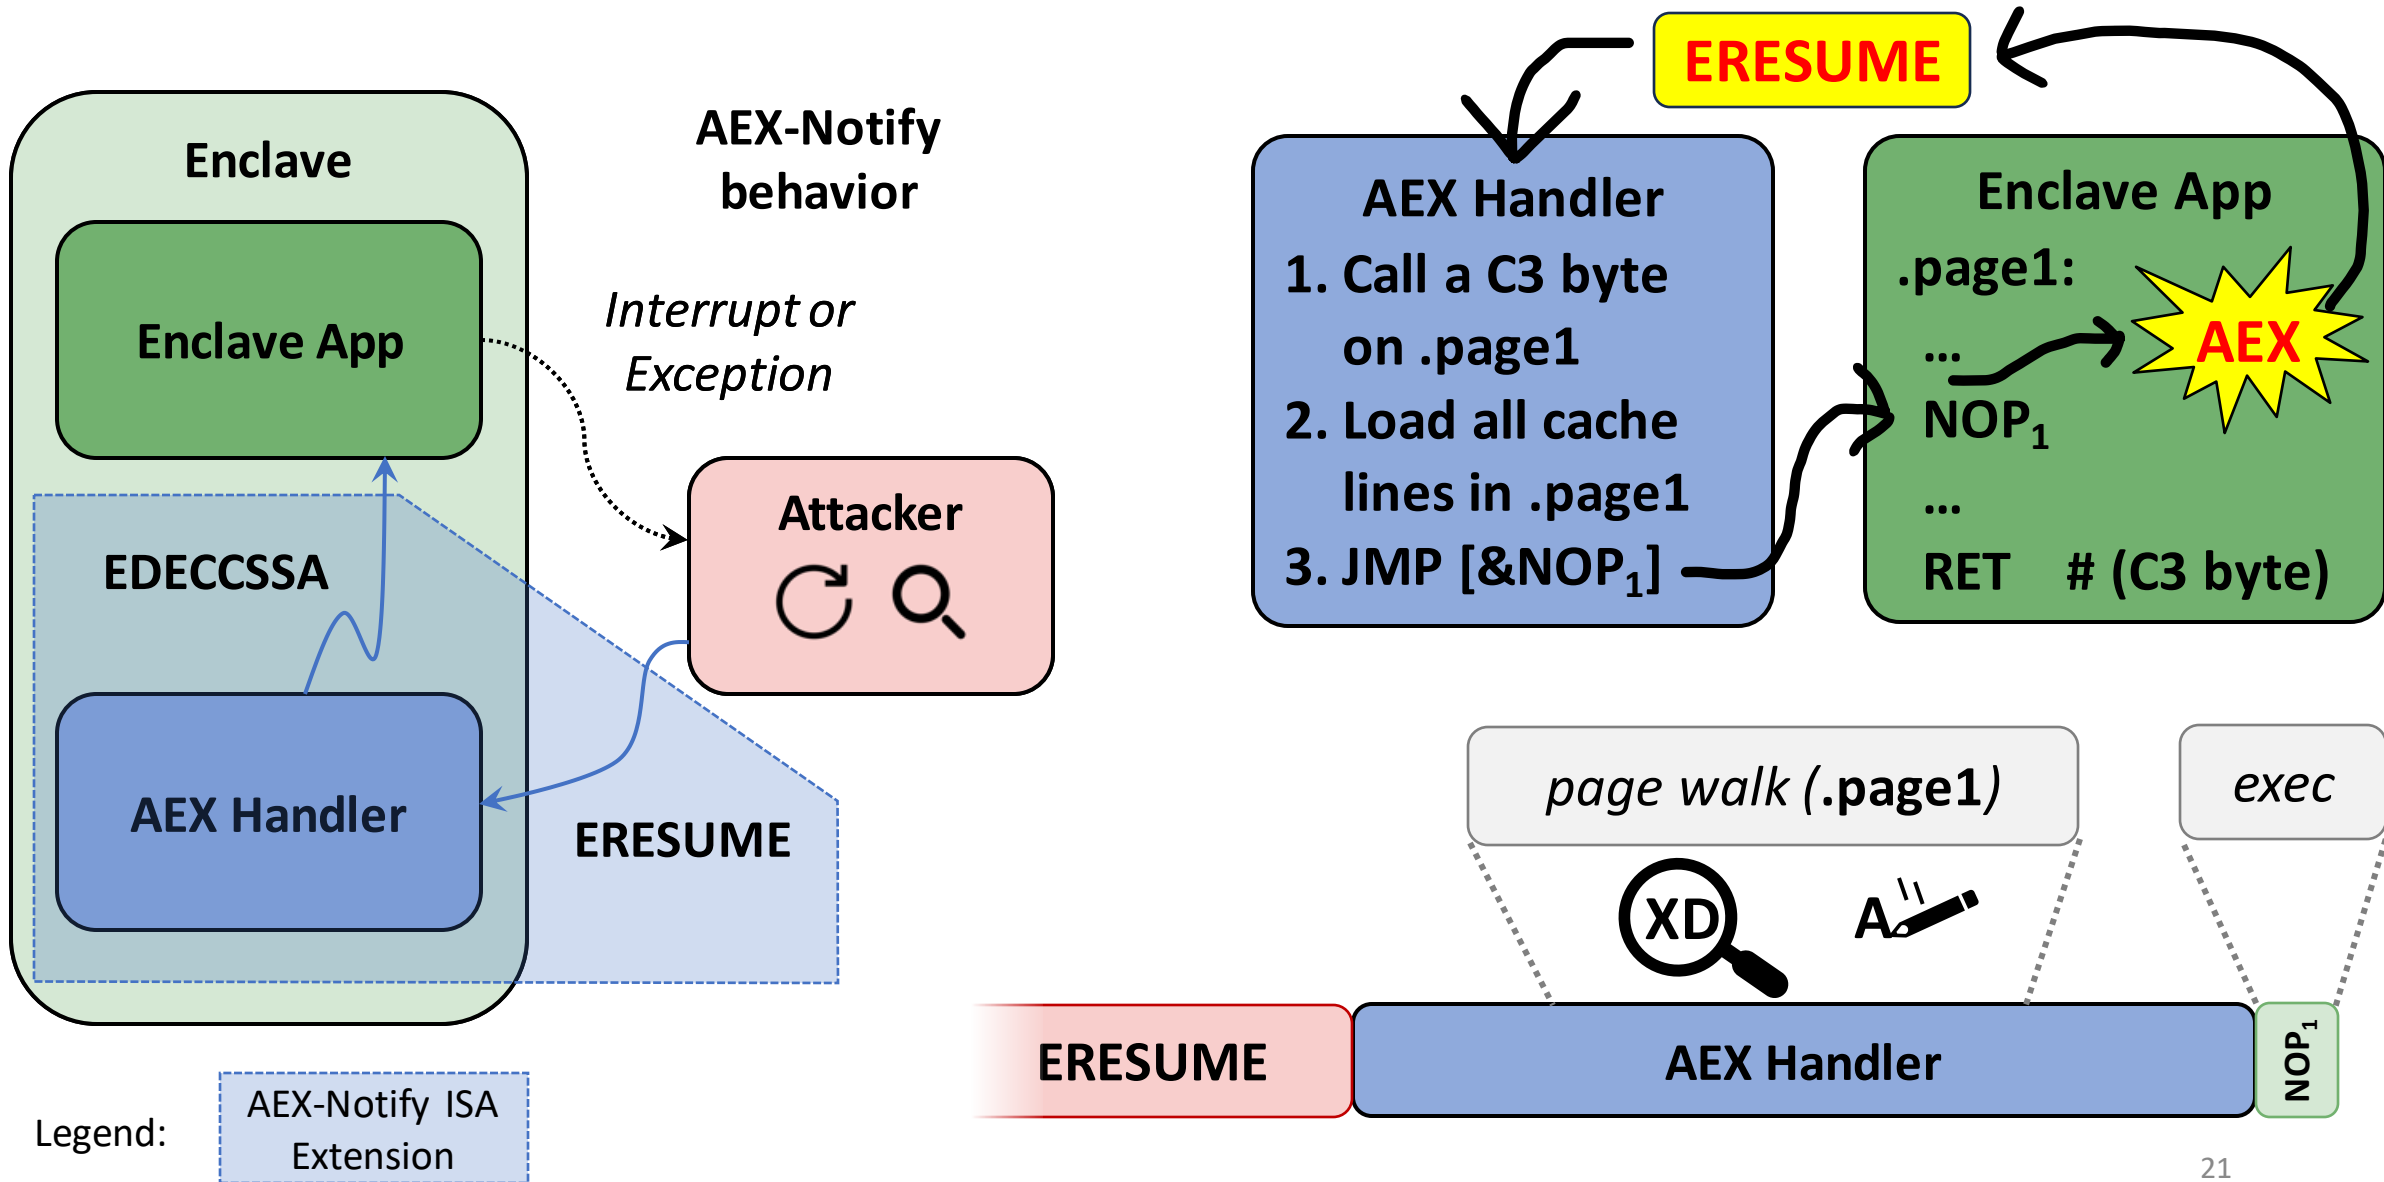 Enclave
Enclave App
EDECCSSA
AEX Handler
AEX-Notify
behavior
Interrupt or
Exception
Attacker
ERESUME
Legend:
AEX-Notify ISA
Extension
ERESUME
AEX Handler
1. Call a C3 byte
on .page1
2. Load all cache
lines in .page1
3. JMP [&NOP₁]
Enclave App
.page1:
...
AEX
NOP₁
...
RET # (C3 byte)
page walk (.page1)
exec
XD
A
ERESUME
AEX Handler
NOP₁
21